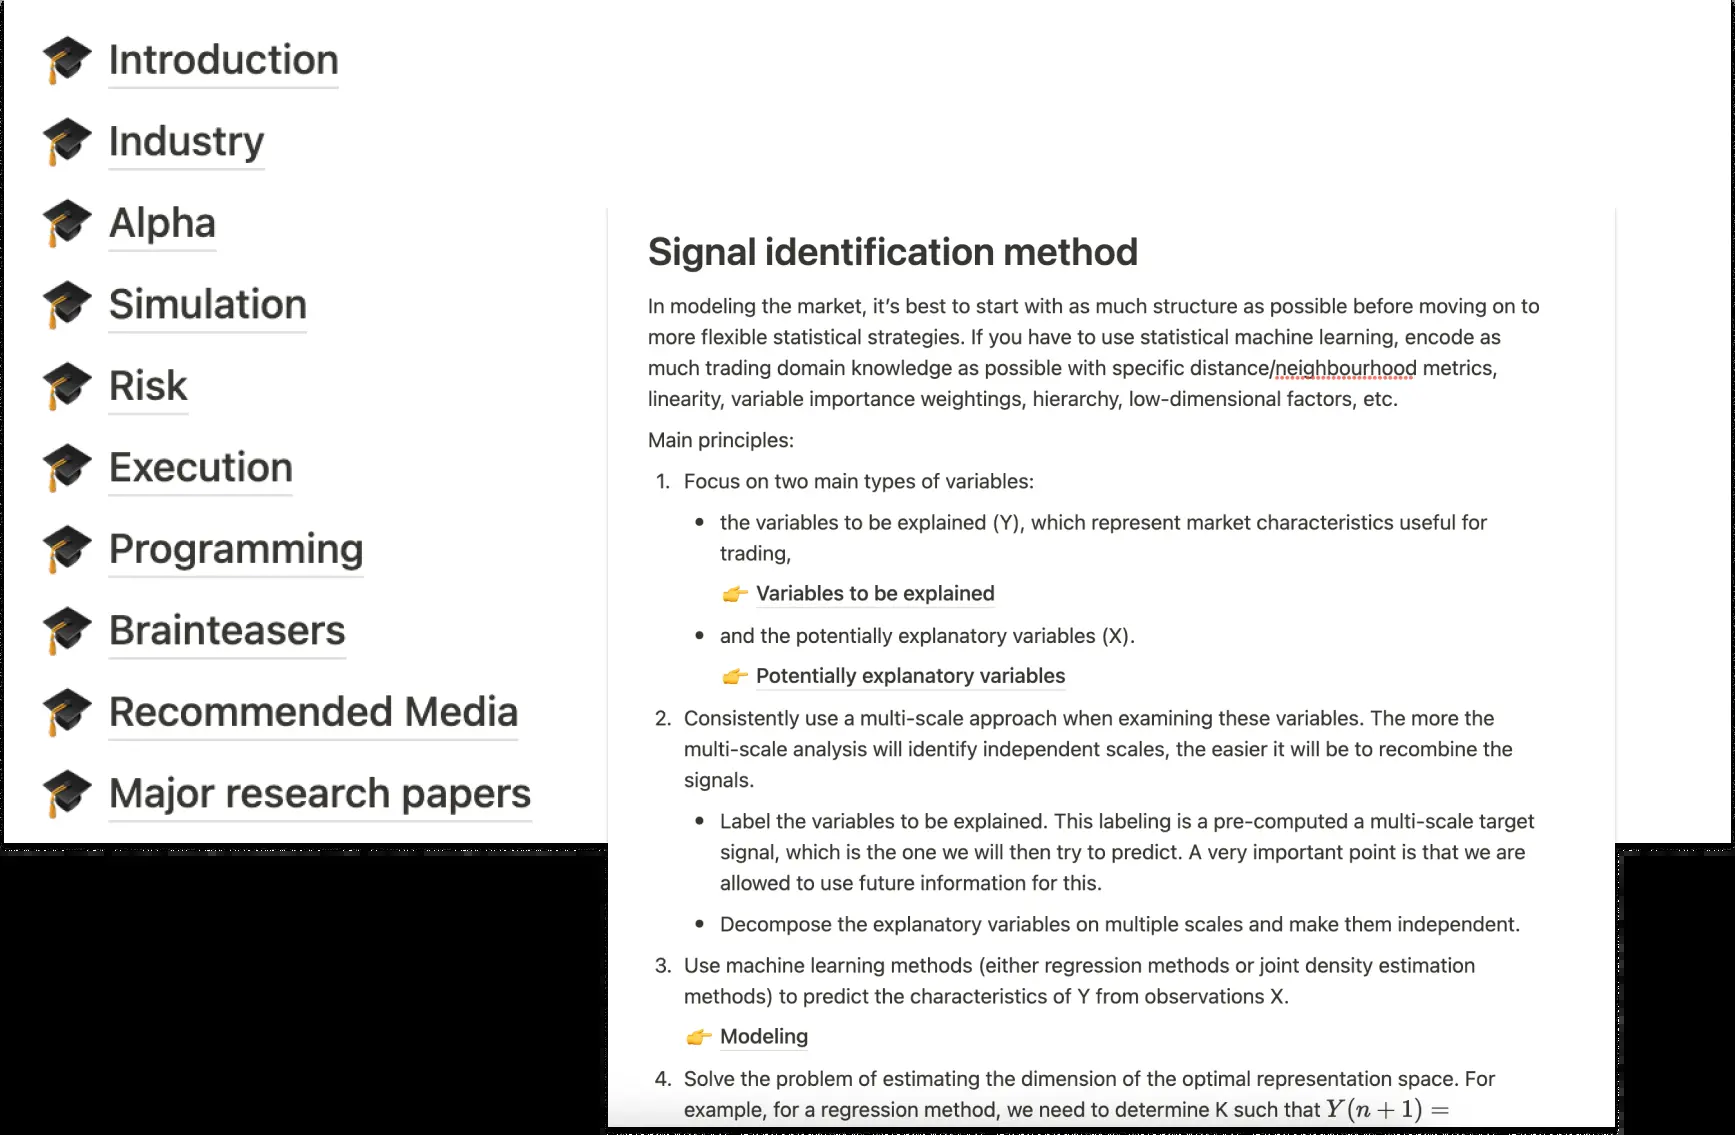 Introduction
Industry
Alpha
Simulation
Risk
Execution
Programming
Brainteasers
Recommended Media
Major research papers
Signal identification method
In modeling the market, it's best to start with as much structure as possible before moving on to
more flexible statistical strategies. If you have to use statistical machine learning, encode as
much trading domain knowledge as possible with specific distance/neighbourhood metrics,
linearity, variable importance weightings, hierarchy, low-dimensional factors, etc.
Main principles:
1. Focus on two main types of variables:
• the variables to be explained (Y), which represent market characteristics useful for
trading,
👉 Variables to be explained
• and the potentially explanatory variables (X).
👉 Potentially explanatory variables
2. Consistently use a multi-scale approach when examining these variables. The more the
multi-scale analysis will identify independent scales, the easier it will be to recombine the
signals.
• Label the variables to be explained. This labeling is a pre-computed a multi-scale target
signal, which is the one we will then try to predict. A very important point is that we are
allowed to use future information for this.
• Decompose the explanatory variables on multiple scales and make them independent.
3. Use machine learning methods (either regression methods or joint density estimation
methods) to predict the characteristics of Y from observations X.
👉 Modeling
4. Solve the problem of estimating the dimension of the optimal representation space. For
example, for a regression method, we need to determine K such that Y(n + 1) =